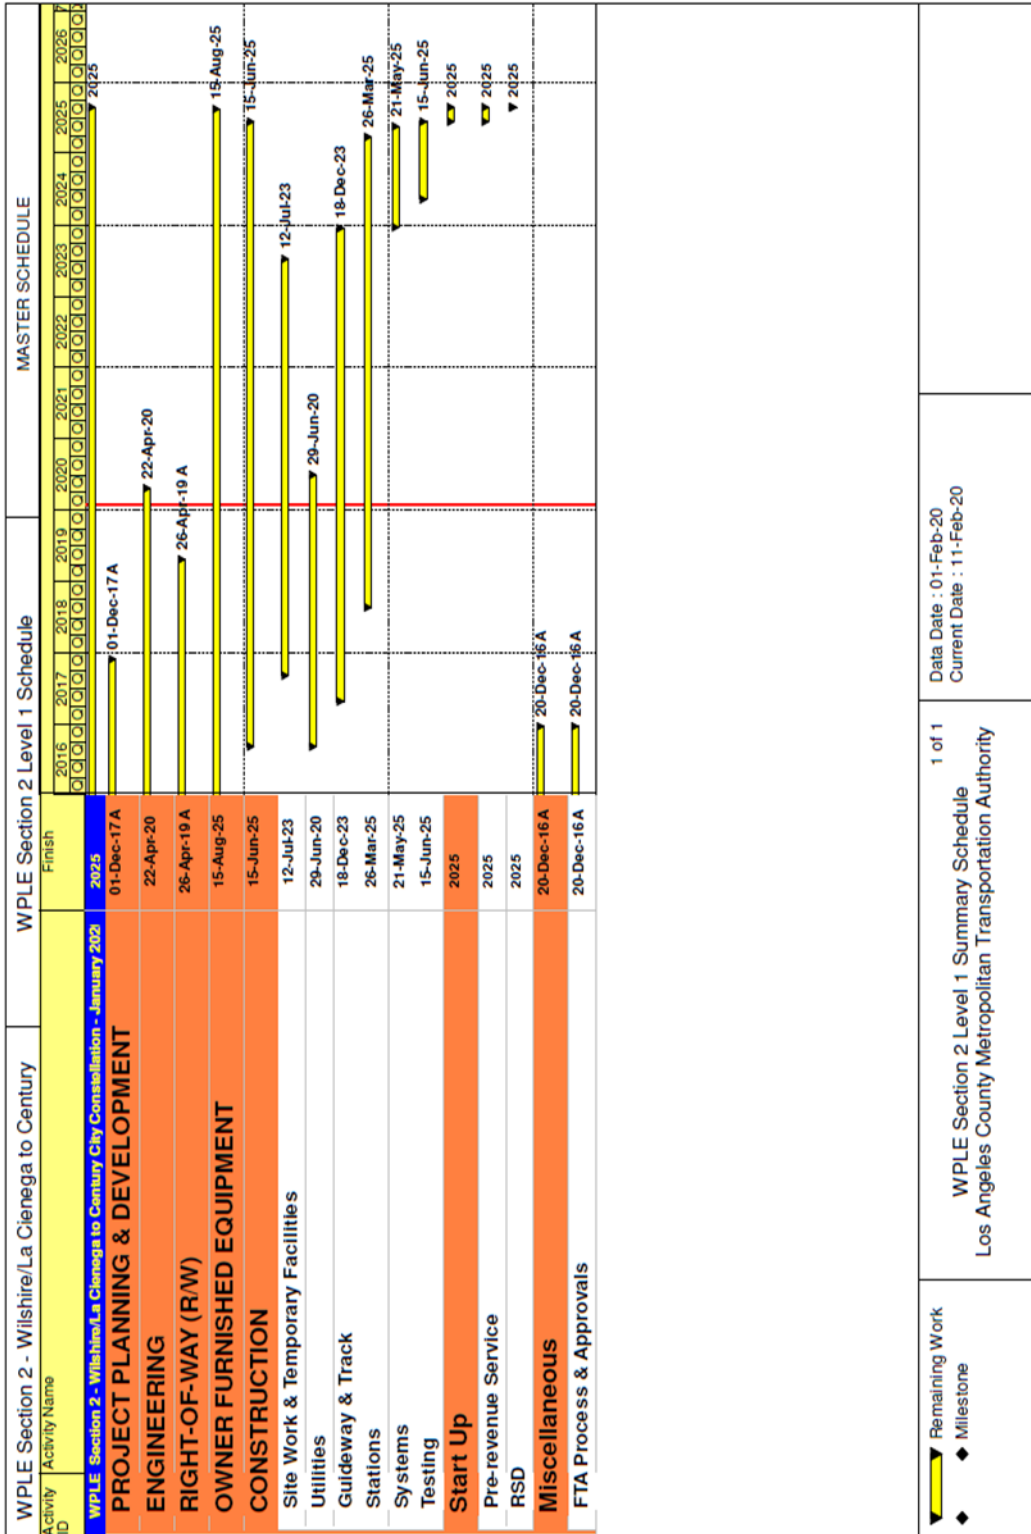 WPLE Section 2 - Wilshire/La Cienega to Century
WPLE Section 2 Level 1 Schedule
MASTER SCHEDULE
Activity ID
Activity Name
Finish
2016 2017 2018 2019 2020 2021 2022 2023 2024 2025 2026 7
Q Q Q Q Q Q Q Q Q Q Q Q Q Q Q Q Q Q Q Q Q Q Q Q Q Q Q Q Q Q Q Q Q Q Q Q Q Q Q Q Q Q Q Q
WPLE Section 2 - Wilshire/La Cienega to Century City Constellation - January 202 2025 2025
PROJECT PLANNING & DEVELOPMENT 01-Dec-17 A 01-Dec-17 A
ENGINEERING 22-Apr-20 22-Apr-20
RIGHT-OF-WAY (R/W) 26-Apr-19 A 26-Apr-19 A
OWNER FURNISHED EQUIPMENT 15-Aug-25 15-Aug-25
CONSTRUCTION 15-Jun-25 15-Jun-25
Site Work & Temporary Facilities 12-Jul-23 12-Jul-23
Utilities 29-Jun-20 29-Jun-20
Guideway & Track 18-Dec-23 18-Dec-23
Stations 26-Mar-25 26-Mar-25
Systems 21-May-25 21-May-25
Testing 15-Jun-25 15-Jun-25
Start Up 2025 2025
Pre-revenue Service 2025 2025
RSD 2025 2025
Miscellaneous 20-Dec-16 A 20-Dec-16 A
FTA Process & Approvals 20-Dec-16 A 20-Dec-16 A
Remaining Work
Milestone
1 of 1
WPLE Section 2 Level 1 Summary Schedule
Los Angeles County Metropolitan Transportation Authority
Data Date : 01-Feb-20
Current Date : 11-Feb-20